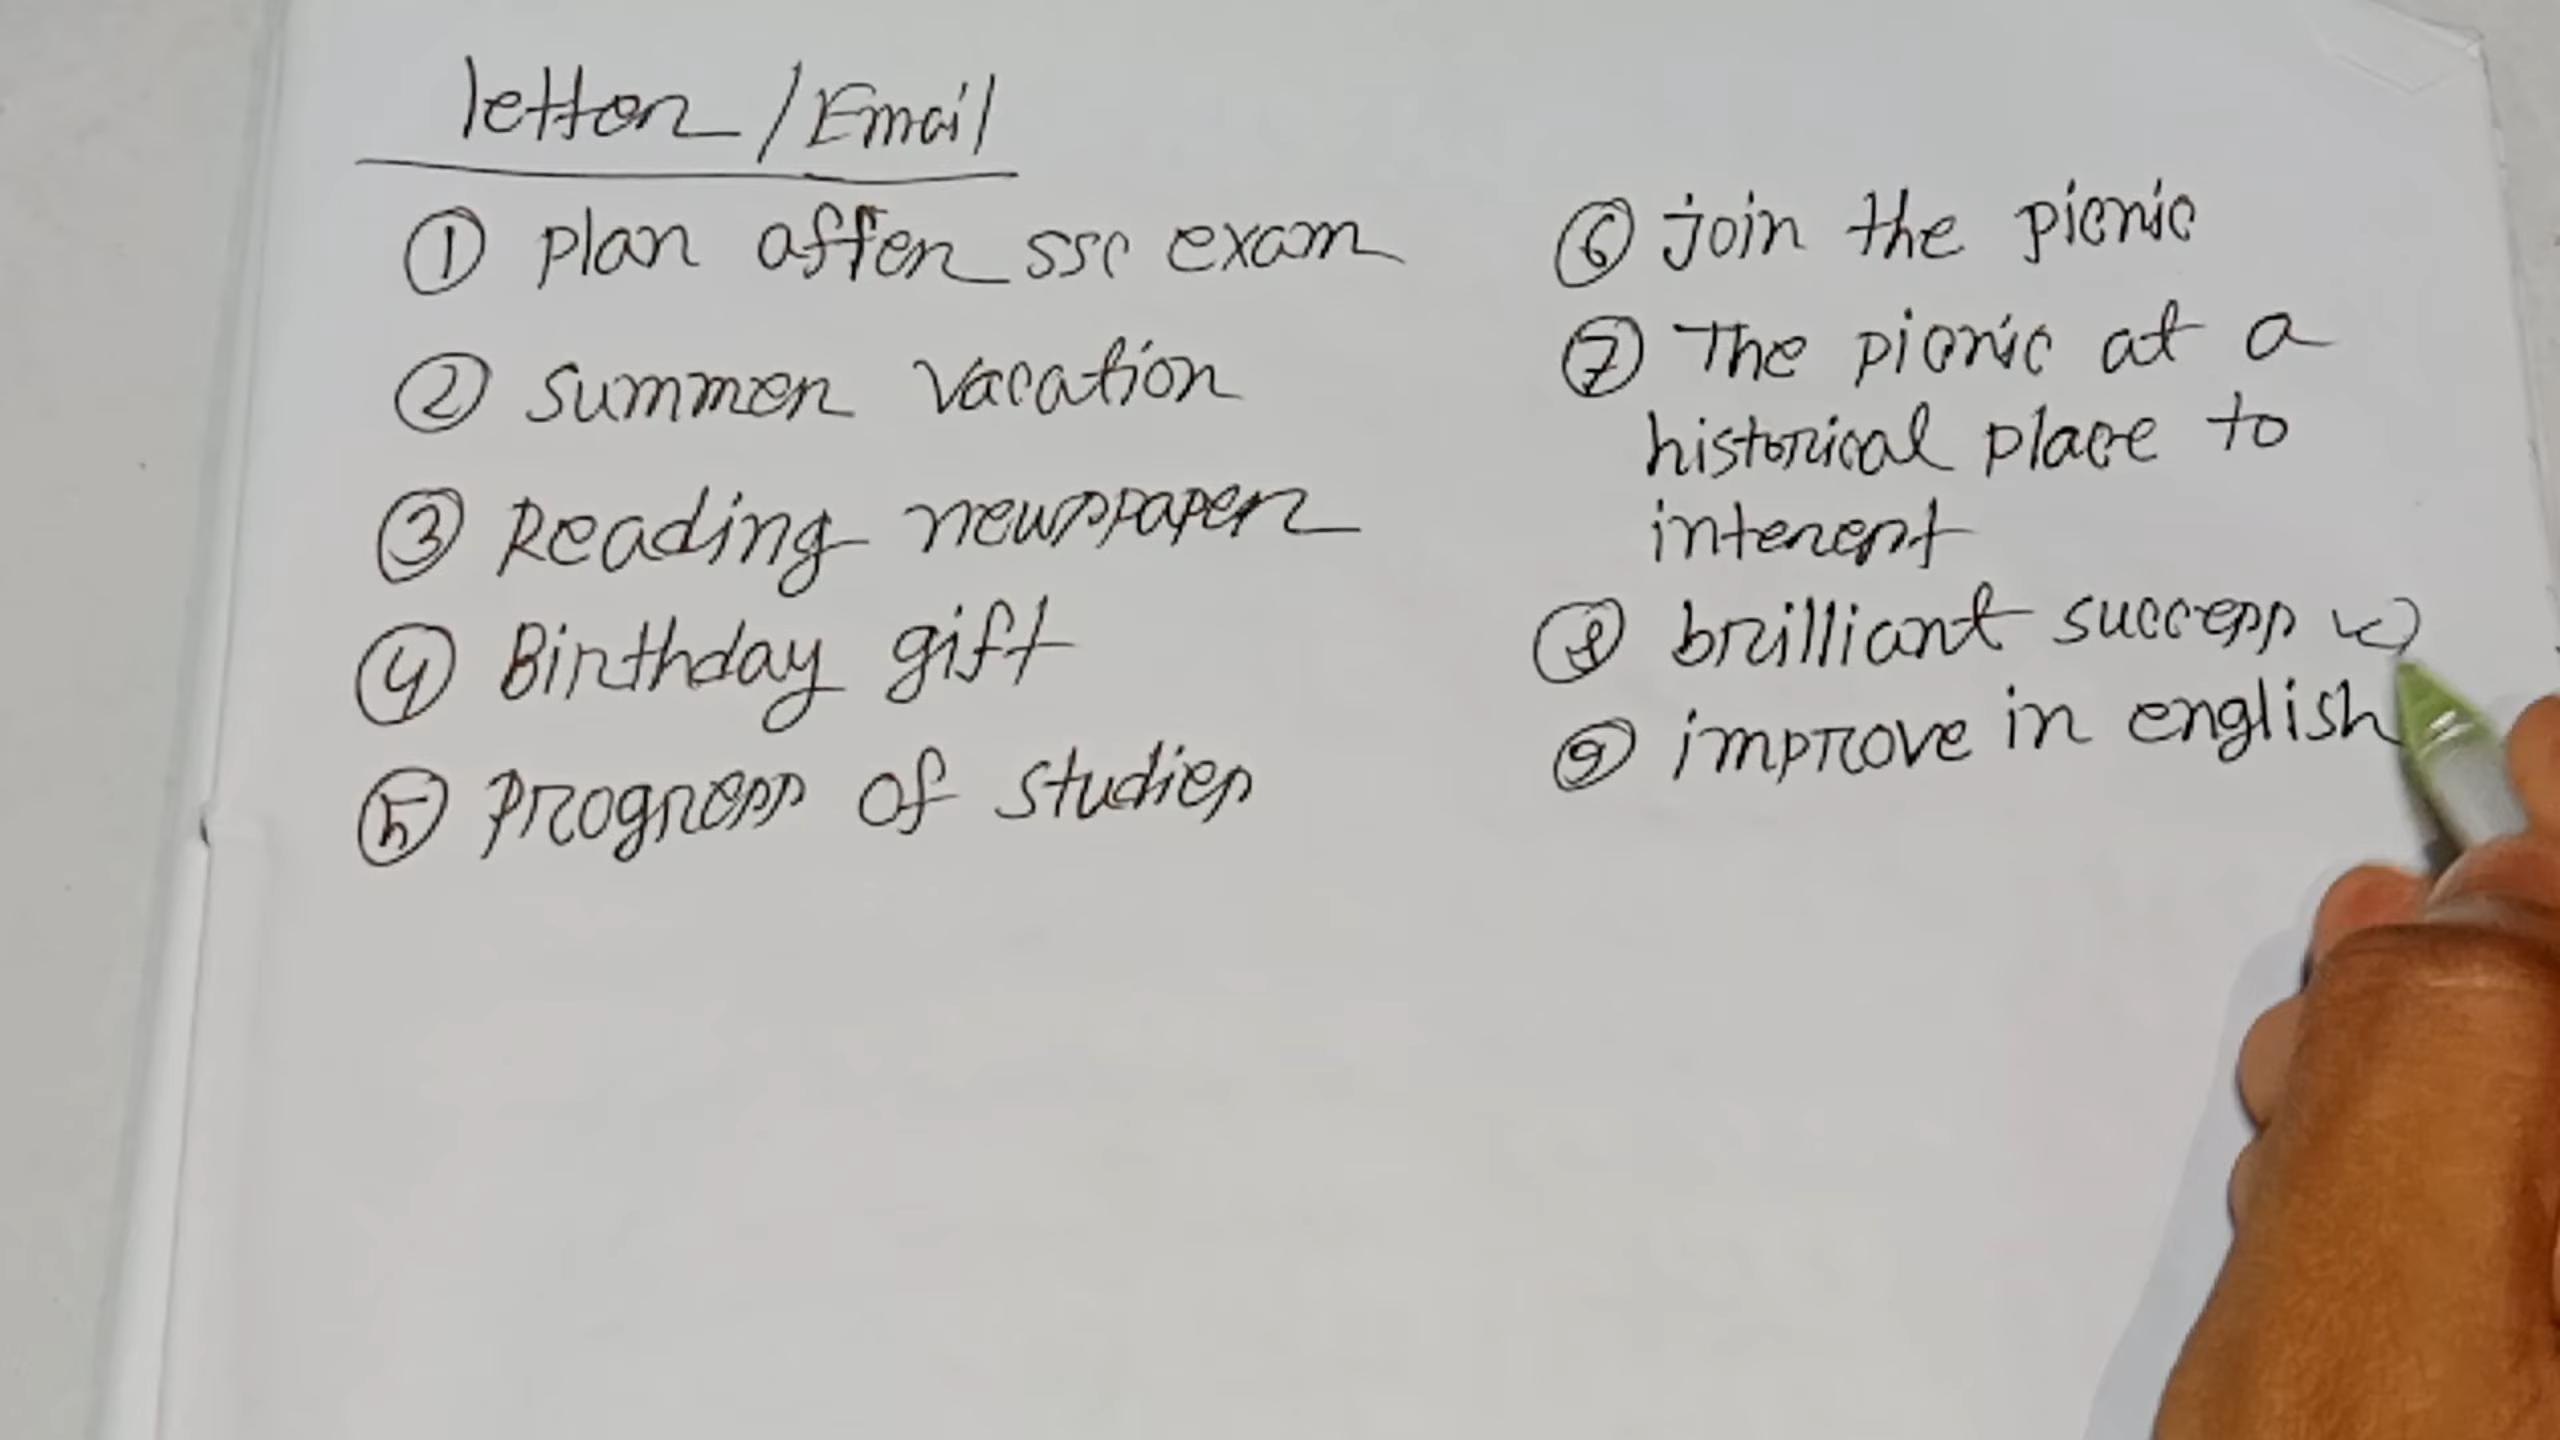 letter / Email
① plan after ssc exam
② summer vacation
③ Reading newspaper
④ Birthday gift
⑤ progress of studies
⑥ join the picnic
⑦ The picnic at a
historical place to
interest
⑧ brilliant success
⑨ improve in english